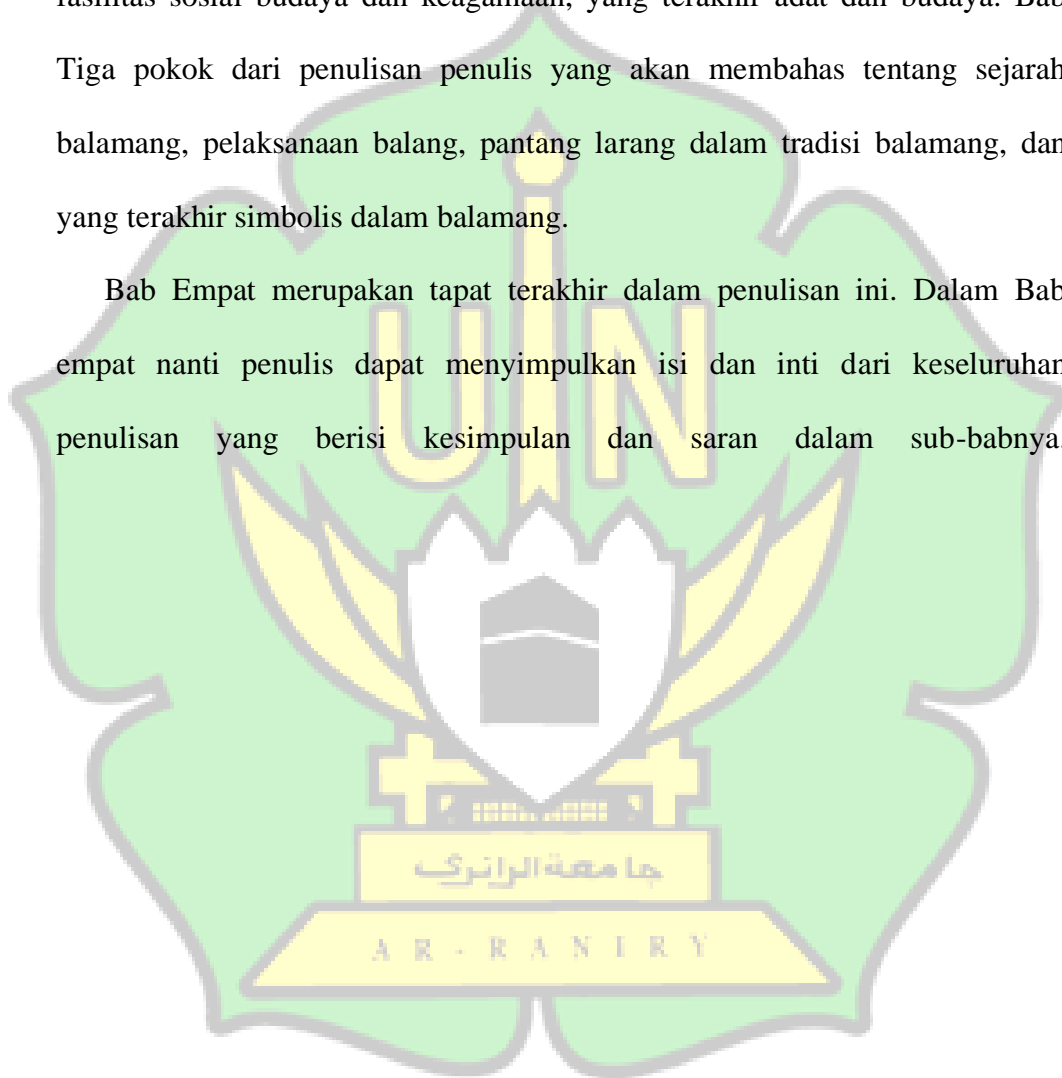 fasilitas sosial budaya dan keagamaan, yang terakhir adat dan budaya. Bab
Tiga pokok dari penulisan penulis yang akan membahas tentang sejarah
balamang, pelaksanaan balang, pantang larang dalam tradisi balamang, dan
yang terakhir simbolis dalam balamang.
Bab Empat merupakan tapat terakhir dalam penulisan ini. Dalam Bab
empat nanti penulis dapat menyimpulkan isi dan inti dari keseluruhan
penulisan yang berisi kesimpulan dan saran dalam sub-babnya.
UIN
جامعة الرانري
AR-RANIRY